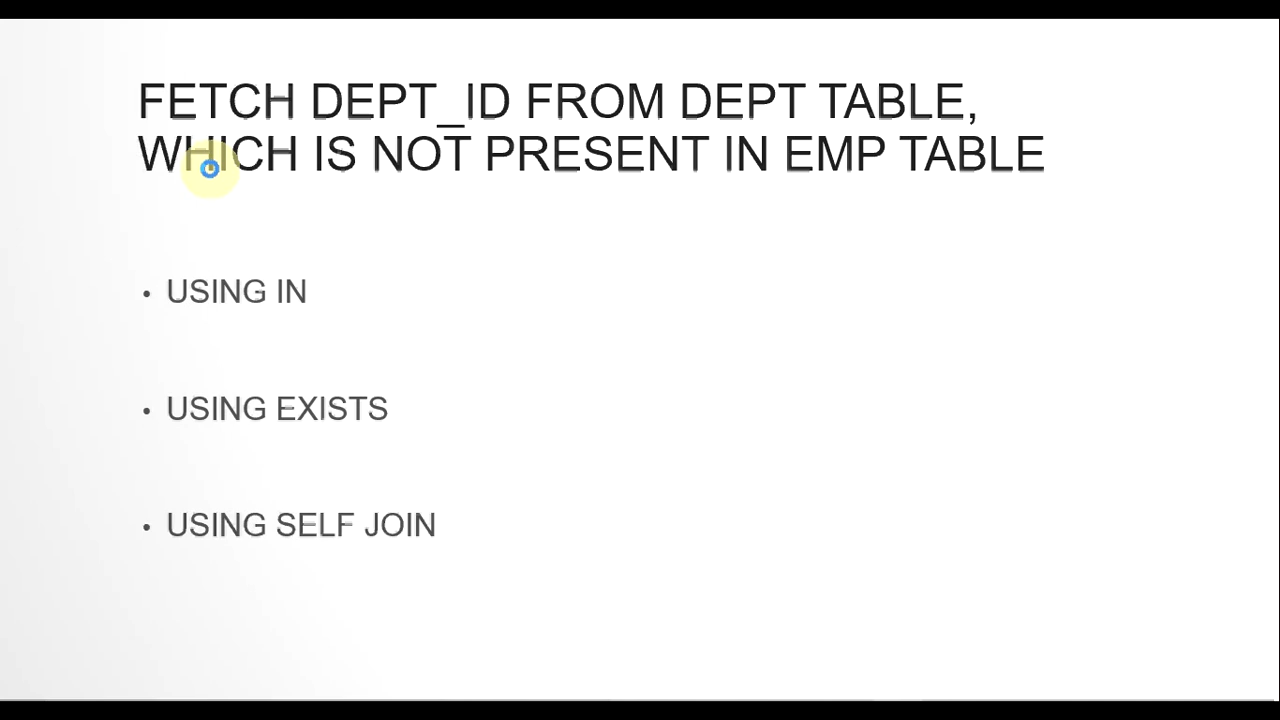 FETCH DEPT_ID FROM DEPT TABLE,
WHICH IS NOT PRESENT IN EMP TABLE
• USING IN
• USING EXISTS
• USING SELF JOIN